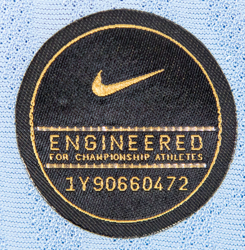 ENGINEERED
FOR CHAMPIONSHIP ATHLETES
1Y90660472